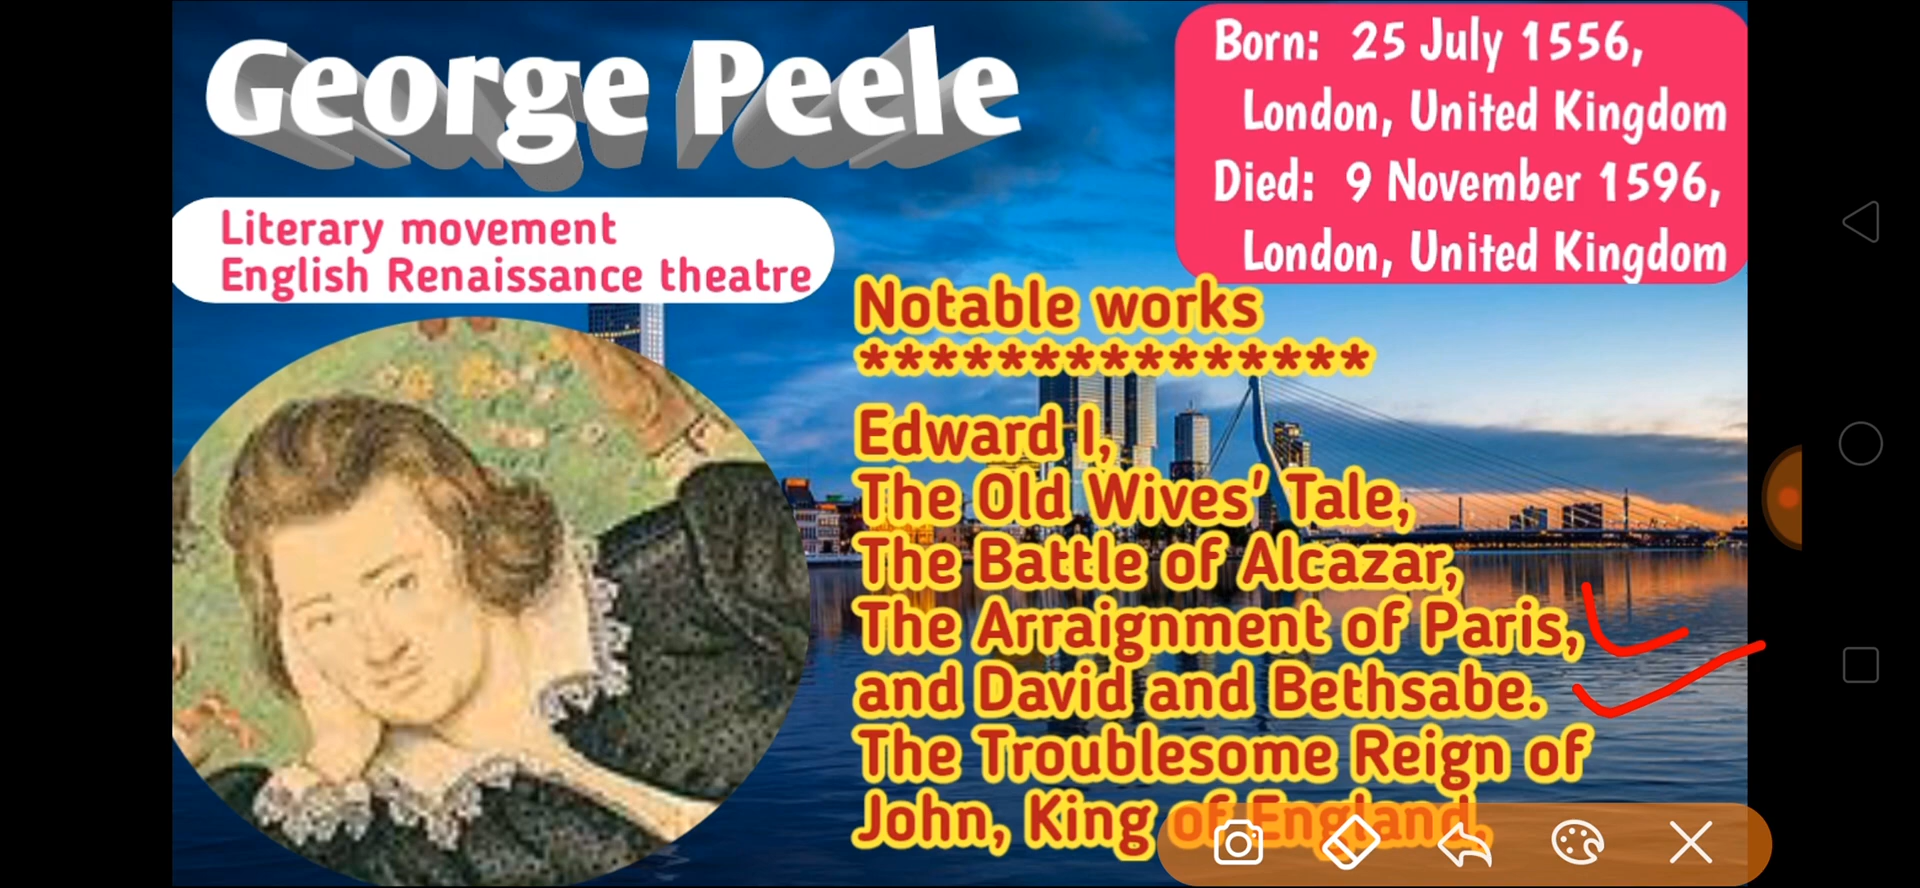 George Peele
Born: 25 July 1556,
London, United Kingdom
Died: 9 November 1596,
London, United Kingdom
Literary movement
English Renaissance theatre
Notable works
***************
Edward I,
The Old Wives' Tale,
The Battle of Alcazar,
The Arraignment of Paris,
and David and Bethsabe.
The Troublesome Reign of
John, King of England,